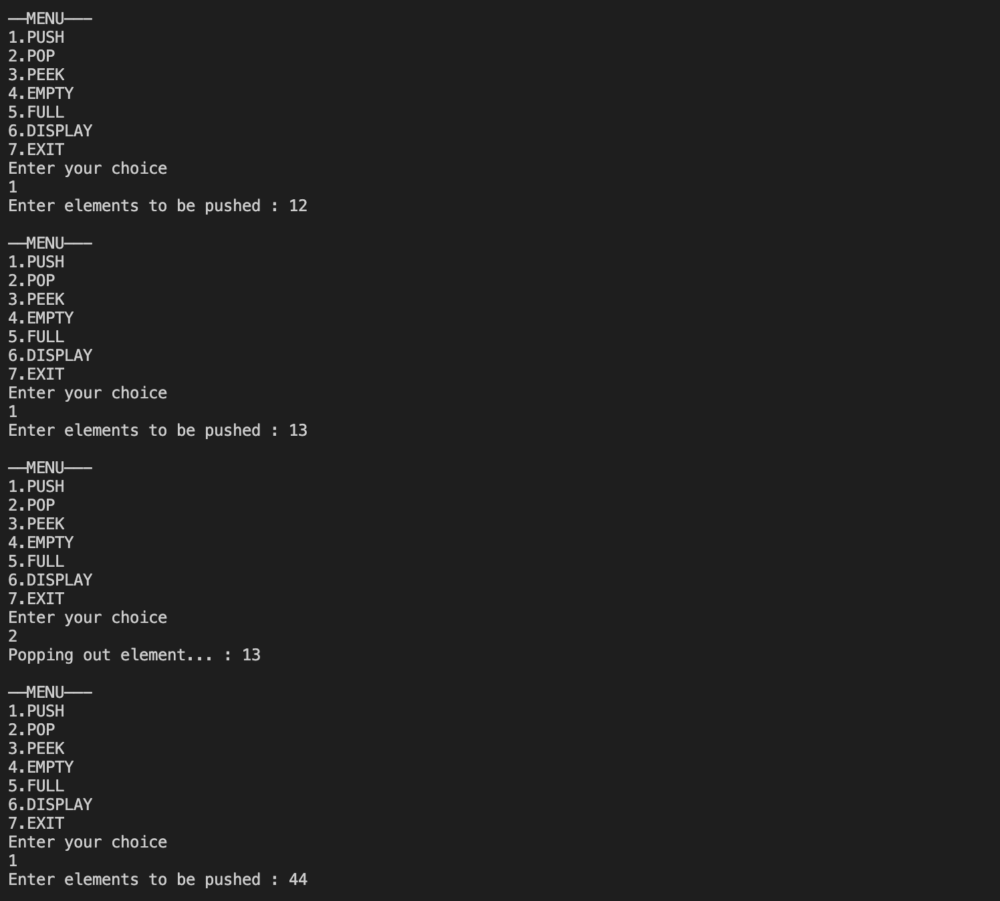 ——MENU———
1.PUSH
2.POP
3.PEEK
4.EMPTY
5.FULL
6.DISPLAY
7.EXIT
Enter your choice
1
Enter elements to be pushed : 12
——MENU———
1.PUSH
2.POP
3.PEEK
4.EMPTY
5.FULL
6.DISPLAY
7.EXIT
Enter your choice
1
Enter elements to be pushed : 13
——MENU———
1.PUSH
2.POP
3.PEEK
4.EMPTY
5.FULL
6.DISPLAY
7.EXIT
Enter your choice
2
Popping out element... : 13
——MENU———
1.PUSH
2.POP
3.PEEK
4.EMPTY
5.FULL
6.DISPLAY
7.EXIT
Enter your choice
1
Enter elements to be pushed : 44